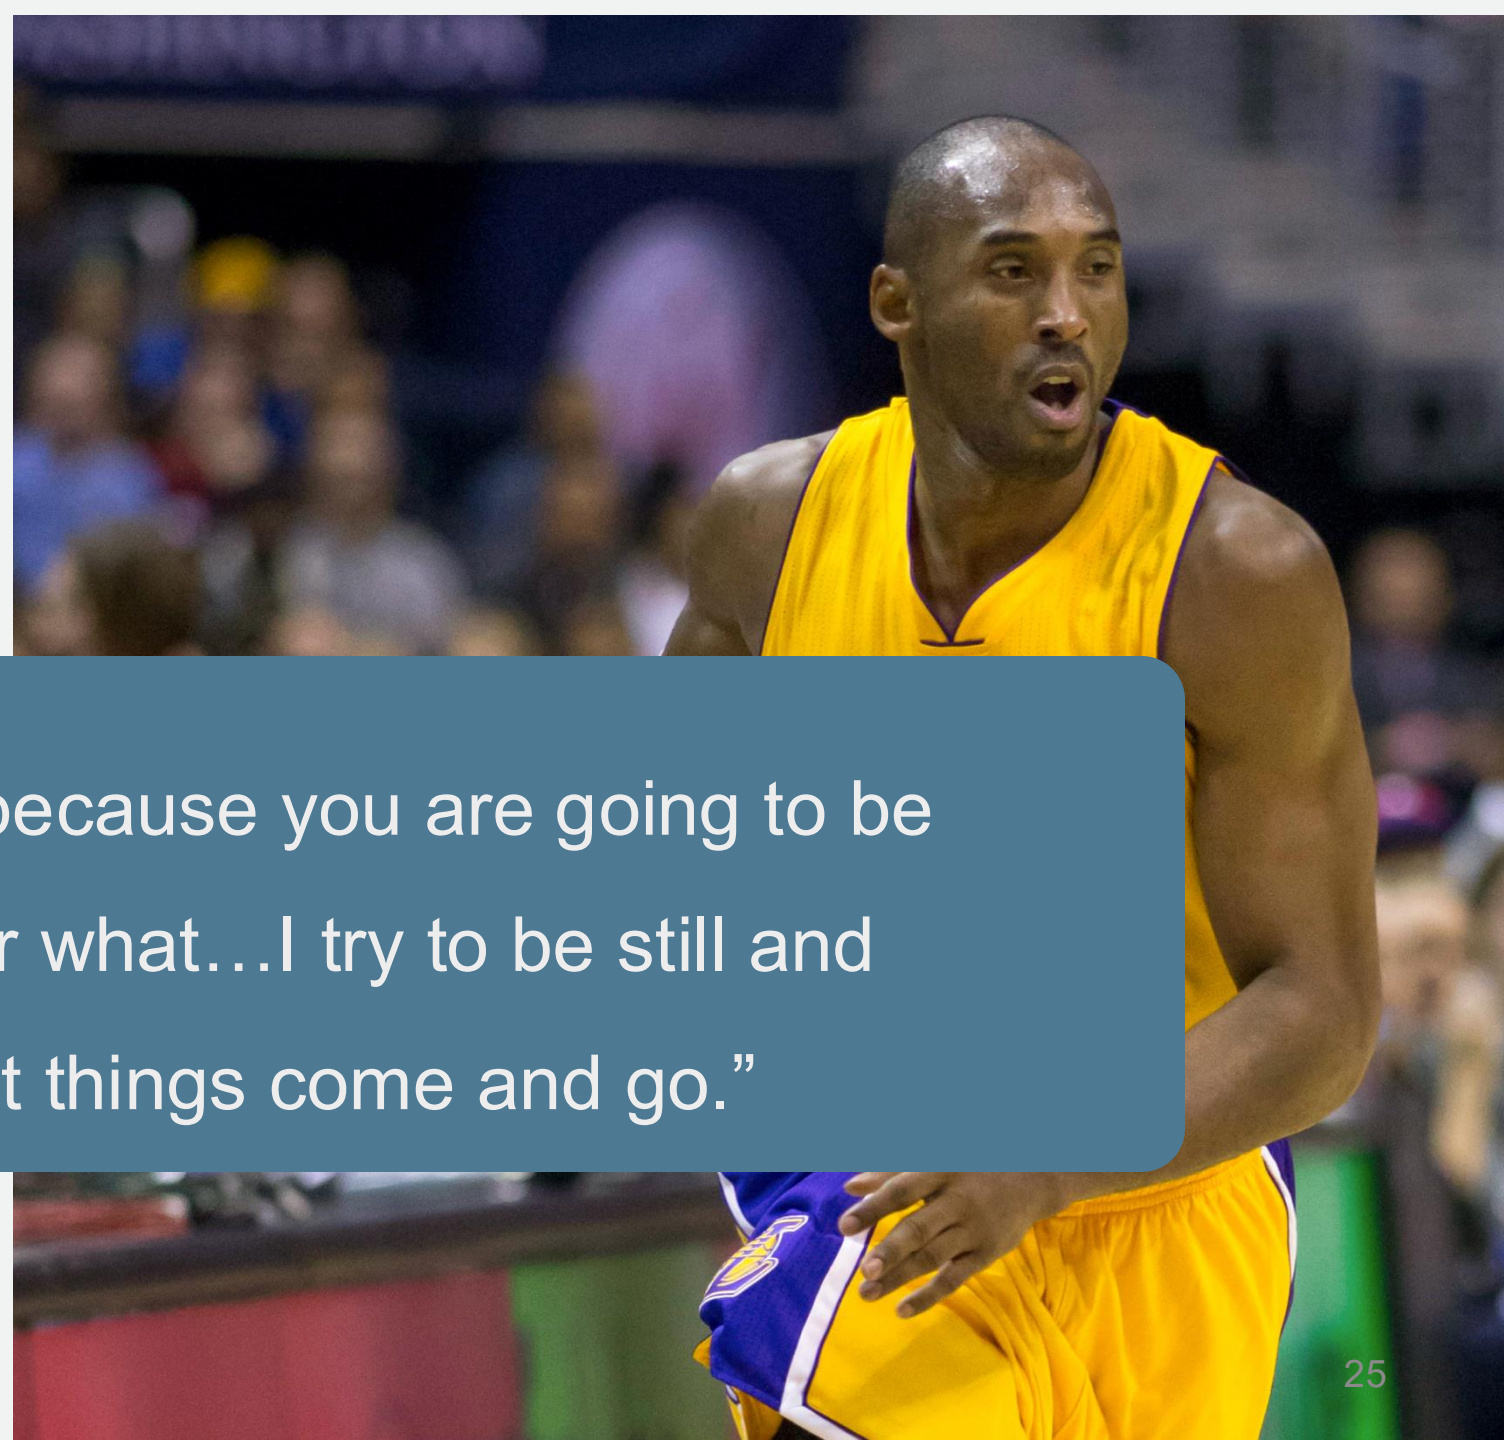 because you are going to be
r what…I try to be still and
t things come and go.”
25